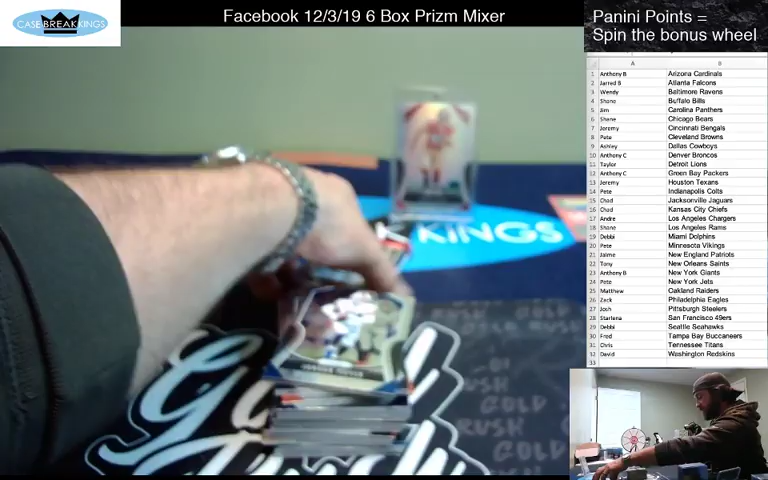 CASE BREAK KINGS
Facebook 12/3/19 6 Box Prizm Mixer
Panini Points =
Spin the bonus wheel
A B
1 Anthony B Arizona Cardinals
2 Jarred B Atlanta Falcons
3 Wendy Baltimore Ravens
4 Shane Buffalo Bills
5 Jim Carolina Panthers
6 Shane Chicago Bears
7 Jeremy Cincinnati Bengals
8 Pete Cleveland Browns
9 Ashley Dallas Cowboys
10 Anthony C Denver Broncos
11 Taylor Detroit Lions
12 Anthony C Green Bay Packers
13 Jeremy Houston Texans
14 Pete Indianapolis Colts
15 Chad Jacksonville Jaguars
16 Chad Kansas City Chiefs
17 Andre Los Angeles Chargers
18 Shane Los Angeles Rams
19 Debbi Miami Dolphins
20 Pete Minnesota Vikings
21 Jaime New England Patriots
22 Tony New Orleans Saints
23 Anthony B New York Giants
24 Pete New York Jets
25 Matthew Oakland Raiders
26 Zack Philadelphia Eagles
27 Josh Pittsburgh Steelers
28 Starlena San Francisco 49ers
29 Debbi Seattle Seahawks
30 Fred Tampa Bay Buccaneers
31 Chris Tennessee Titans
32 David Washington Redskins
33
KINGS
COLD
RUSH COLD
COLD